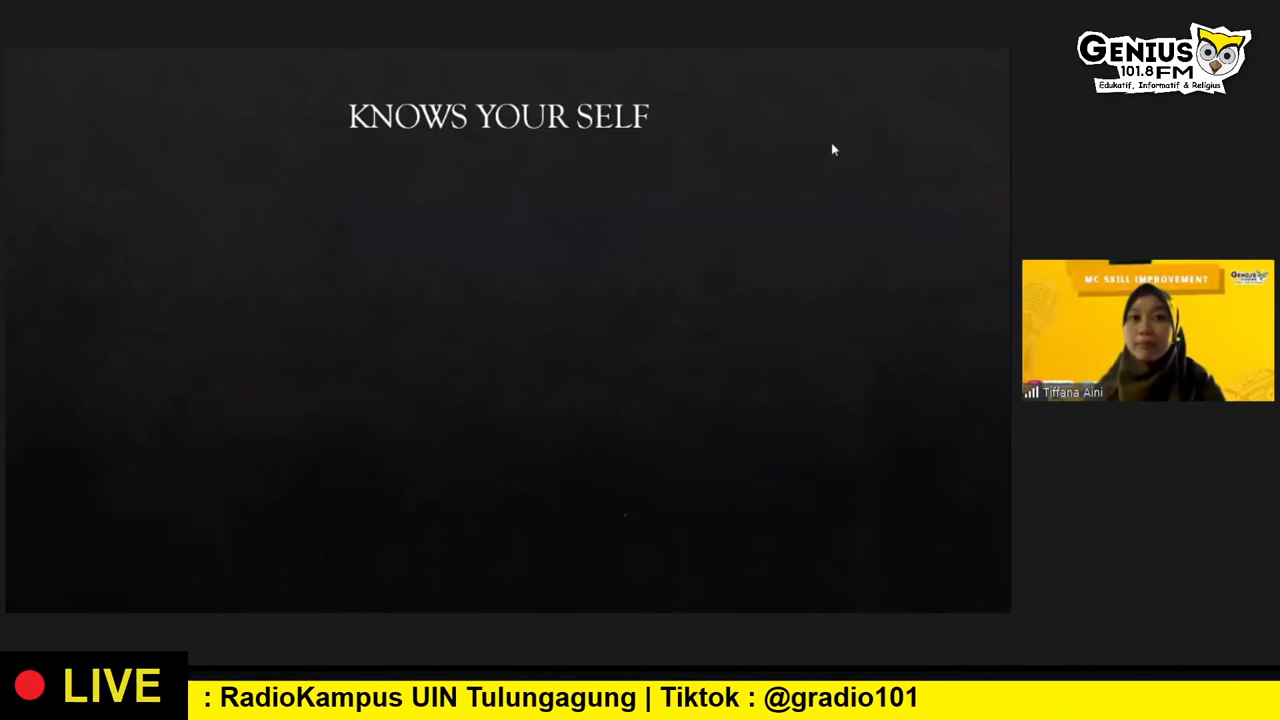 KNOWS YOUR SELF
GENIUS
101.8 FM
Edukatif, Informatif & Religius
MC SKILL IMPROVEMENT
GENIUS
Tiffana Aini
LIVE
: RadioKampus UIN Tulungagung | Tiktok : @gradio101